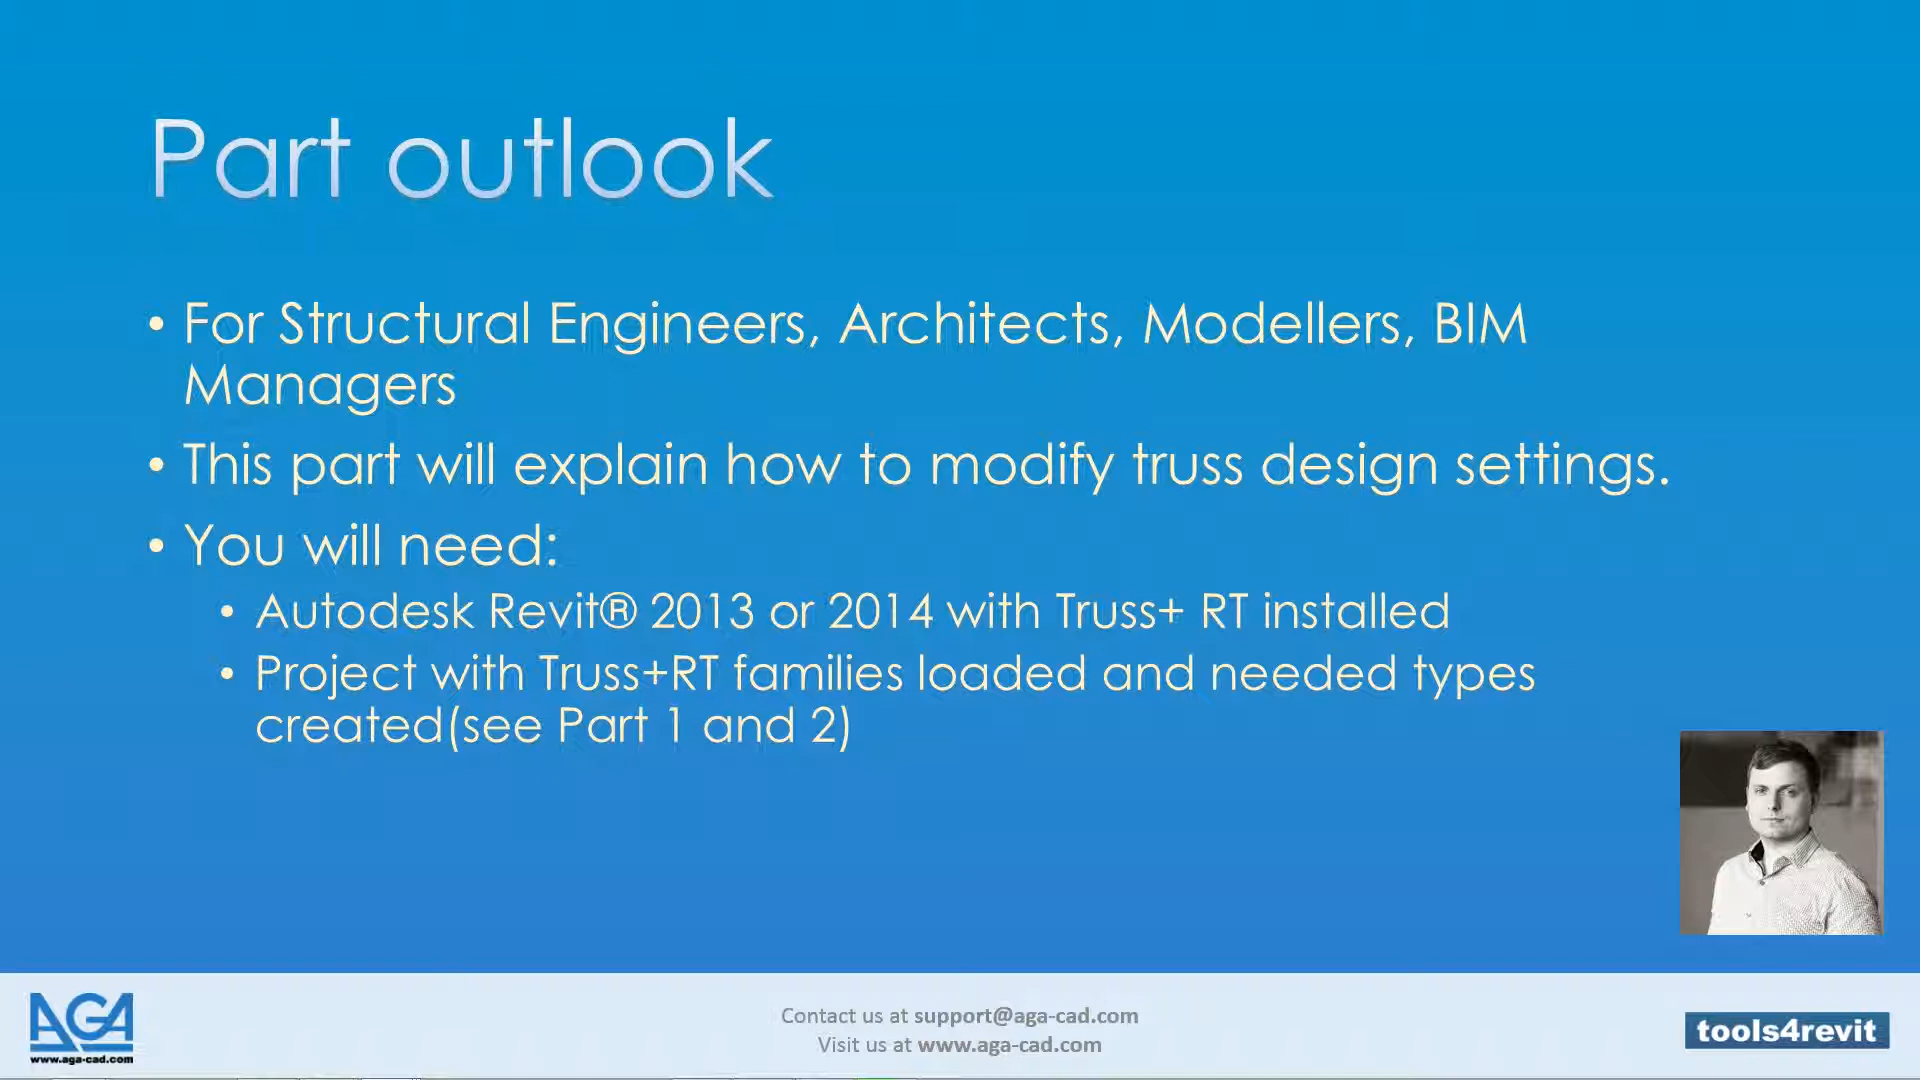 Part outlook
• For Structural Engineers, Architects, Modellers, BIM
Managers
• This part will explain how to modify truss design settings.
• You will need:
• Autodesk Revit® 2013 or 2014 with Truss+ RT installed
• Project with Truss+RT families loaded and needed types
created(see Part 1 and 2)
AGA
www.aga-cad.com
Contact us at support@aga-cad.com
Visit us at www.aga-cad.com
tools4revit